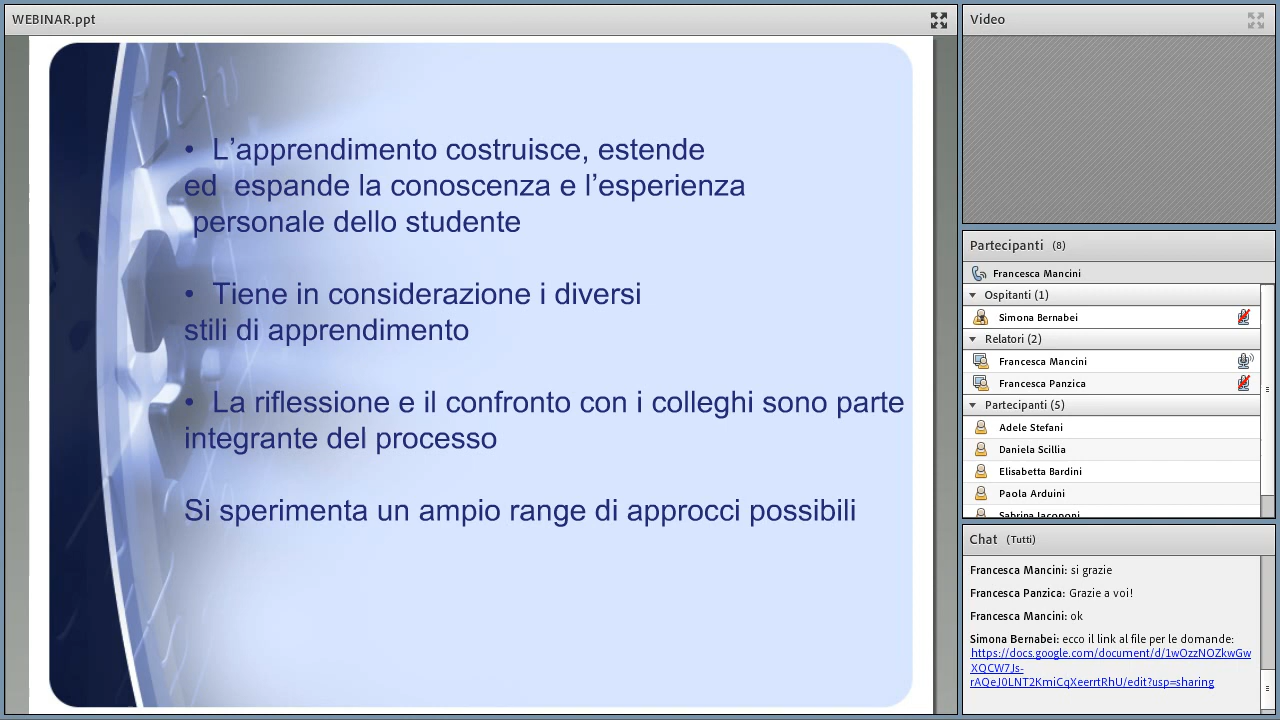 WEBINAR.ppt
• L’apprendimento costruisce, estende
ed espande la conoscenza e l’esperienza
personale dello studente
• Tiene in considerazione i diversi
stili di apprendimento
• La riflessione e il confronto con i colleghi sono parte
integrante del processo
Si sperimenta un ampio range di approcci possibili
Video
Partecipanti (8)
Francesca Mancini
Ospitanti (1)
Simona Bernabei
Relatori (2)
Francesca Mancini
Francesca Panzica
Partecipanti (5)
Adele Stefani
Daniela Scillia
Elisabetta Bardini
Paola Arduini
Sabrina Iacoponi
Chat (Tutti)
Francesca Mancini: si grazie
Francesca Panzica: Grazie a voi!
Francesca Mancini: ok
Simona Bernabei: ecco il link al file per le domande:
https://docs.google.com/document/d/1wOzzNOZkwGw
XQCW7Js-
rAQeJ0LNT2KmiCqXeerrtRhU/edit?usp=sharing